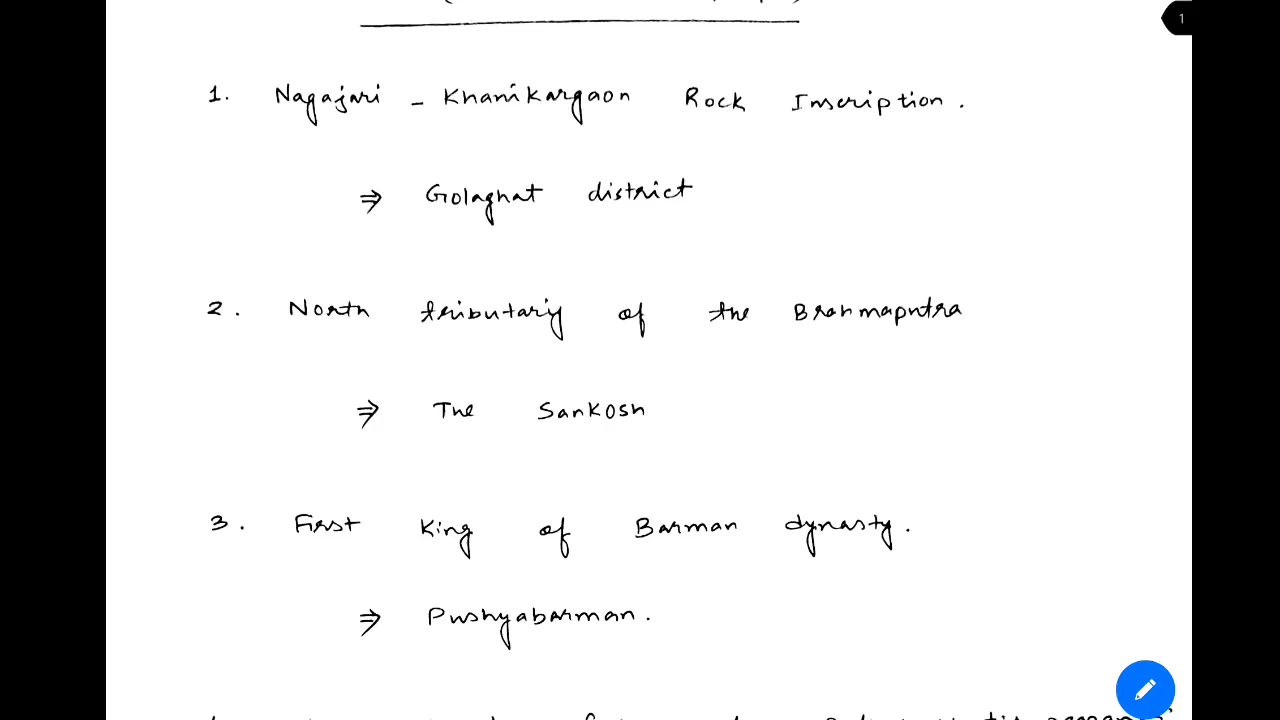 1
1. Nagajari - Khanikargaon Rock Inscription.
⇒ Golaghat district
2. North tributary of the Brahmaputra
⇒ The Sankosh
3. First King of Barman dynasty.
⇒ Pushyabarman.